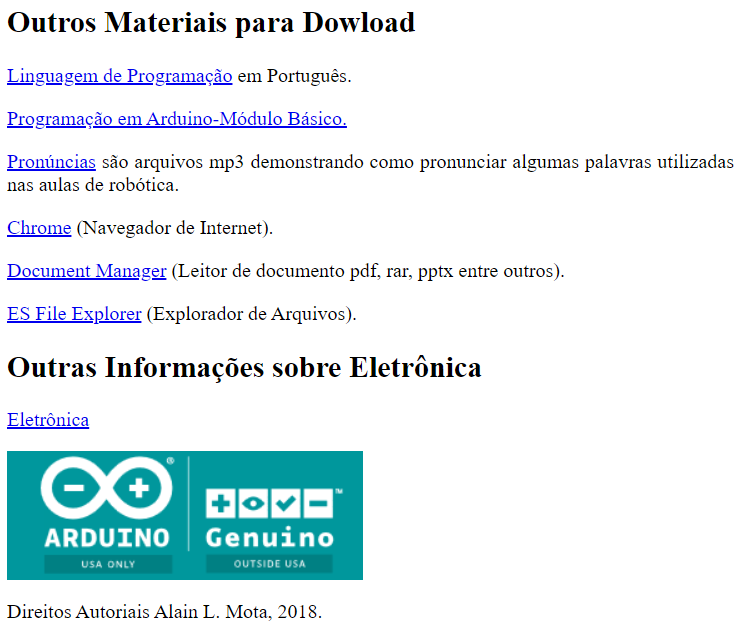 Outros Materiais para Dowload
Linguagem de Programação em Português.
Programação em Arduino-Módulo Básico.
Pronúncias são arquivos mp3 demonstrando como pronunciar algumas palavras utilizadas
nas aulas de robótica.
Chrome (Navegador de Internet).
Document Manager (Leitor de documento pdf, rar, pptx entre outros).
ES File Explorer (Explorador de Arquivos).
Outras Informações sobre Eletrônica
Eletrônica
ARDUINO
USA ONLY
Genuino
OUTSIDE USA
Direitos Autoriais Alain L. Mota, 2018.